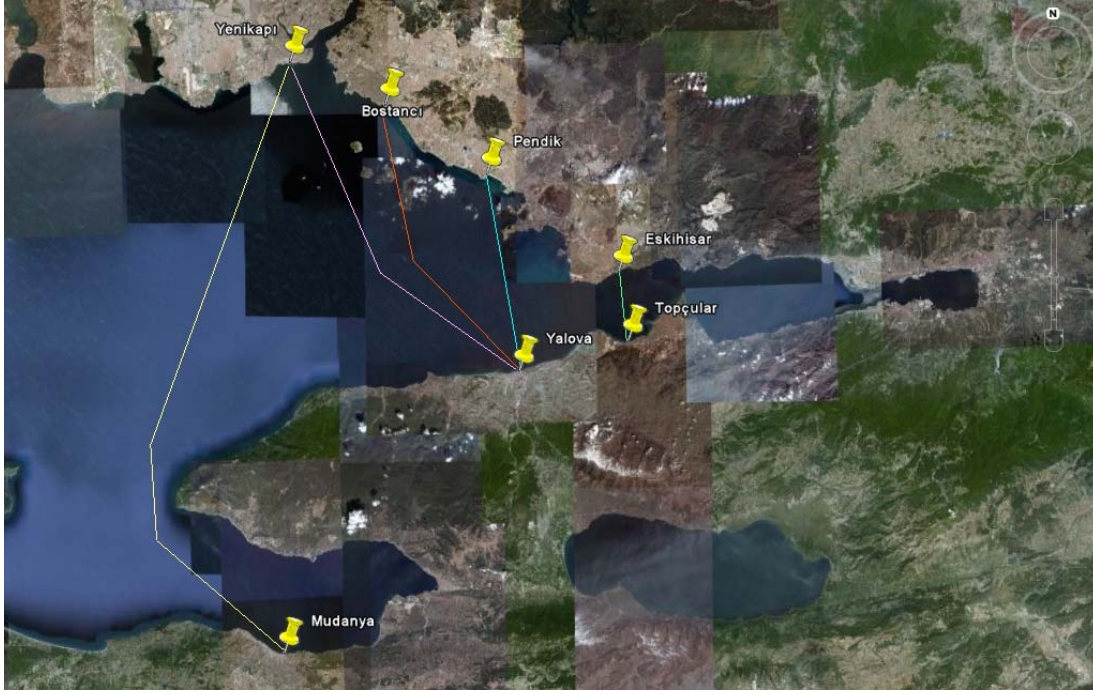 N
Yenikapı
Bostancı
Pendik
Eskihisar
Topçular
Yalova
Mudanya